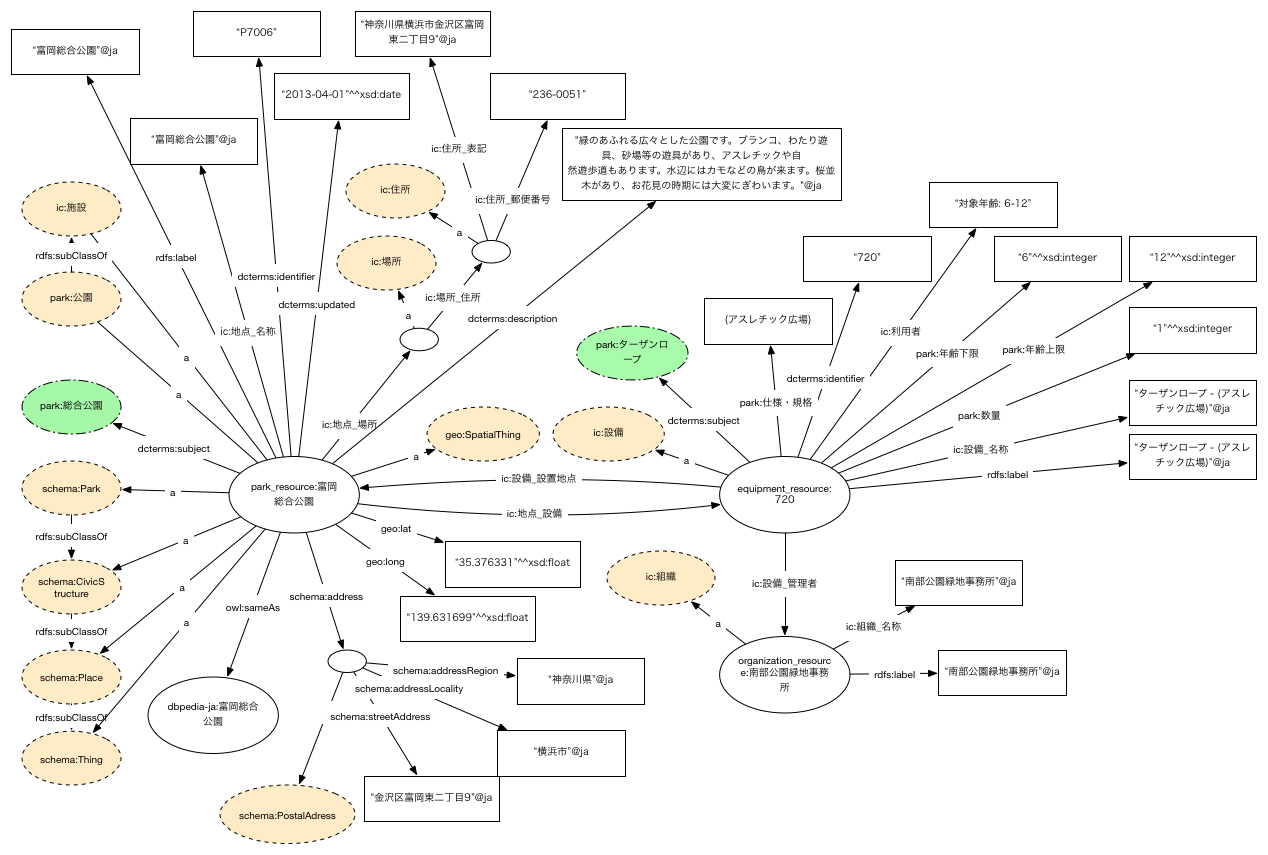 "富岡総合公園"@ja
"P7006"
"神奈川県横浜市金沢区富岡
東二丁目9"@ja
"2013-04-01"^^xsd:date
"236-0051"
"富岡総合公園"@ja
"緑のあふれる広々とした公園です。ブランコ、わたり遊
具、砂場等の遊具があり、アスレチックや自
然遊歩道もあります。水辺にはカモなどの鳥が来ます。桜並
木があり、お花見の時期には大変にぎわいます。"@ja
ic:住所_表記
ic:住所
ic:住所_郵便番号
ic:施設
a
"対象年齢: 6-12"
rdfs:subClassOf
rdfs:label
ic:場所
"720"
"6"^^xsd:integer
"12"^^xsd:integer
dcterms:identifier
park:公園
ic:場所_住所
dcterms:updated
a
dcterms:description
(アスレチック広場)
ic:地点_名称
ic:利用者
"1"^^xsd:integer
park:ターザンロ
ープ
a
park:年齢下限
park:年齢上限
dcterms:identifier
a
park:総合公園
park:仕様・規格
"ターザンロープ - (アスレ
チック広場)"@ja
park:数量
dcterms:subject
ic:地点_場所
geo:SpatialThing
ic:設備
dcterms:subject
ic:設備_名称
"ターザンロープ - (アスレ
チック広場)"@ja
a
a
rdfs:label
schema:Park
a
park_resource:富岡
総合公園
ic:設備_設置地点
equipment_resource:
720
ic:地点_設備
rdfs:subClassOf
a
geo:lat
geo:long
"35.376331"^^xsd:float
schema:CivicS
tructure
a
schema:address
ic:組織
ic:設備_管理者
"南部公園緑地事務所"@ja
owl:sameAs
"139.631699"^^xsd:float
a
a
ic:組織_名称
rdfs:subClassOf
schema:Place
schema:addressRegion
"神奈川県"@ja
organization_resourc
e:南部公園緑地事務
所
rdfs:label
"南部公園緑地事務所"@ja
schema:addressLocality
dbpedia-ja:富岡総合
公園
rdfs:subClassOf
schema:streetAddress
"横浜市"@ja
schema:Thing
"金沢区富岡東二丁目9"@ja
schema:PostalAdress